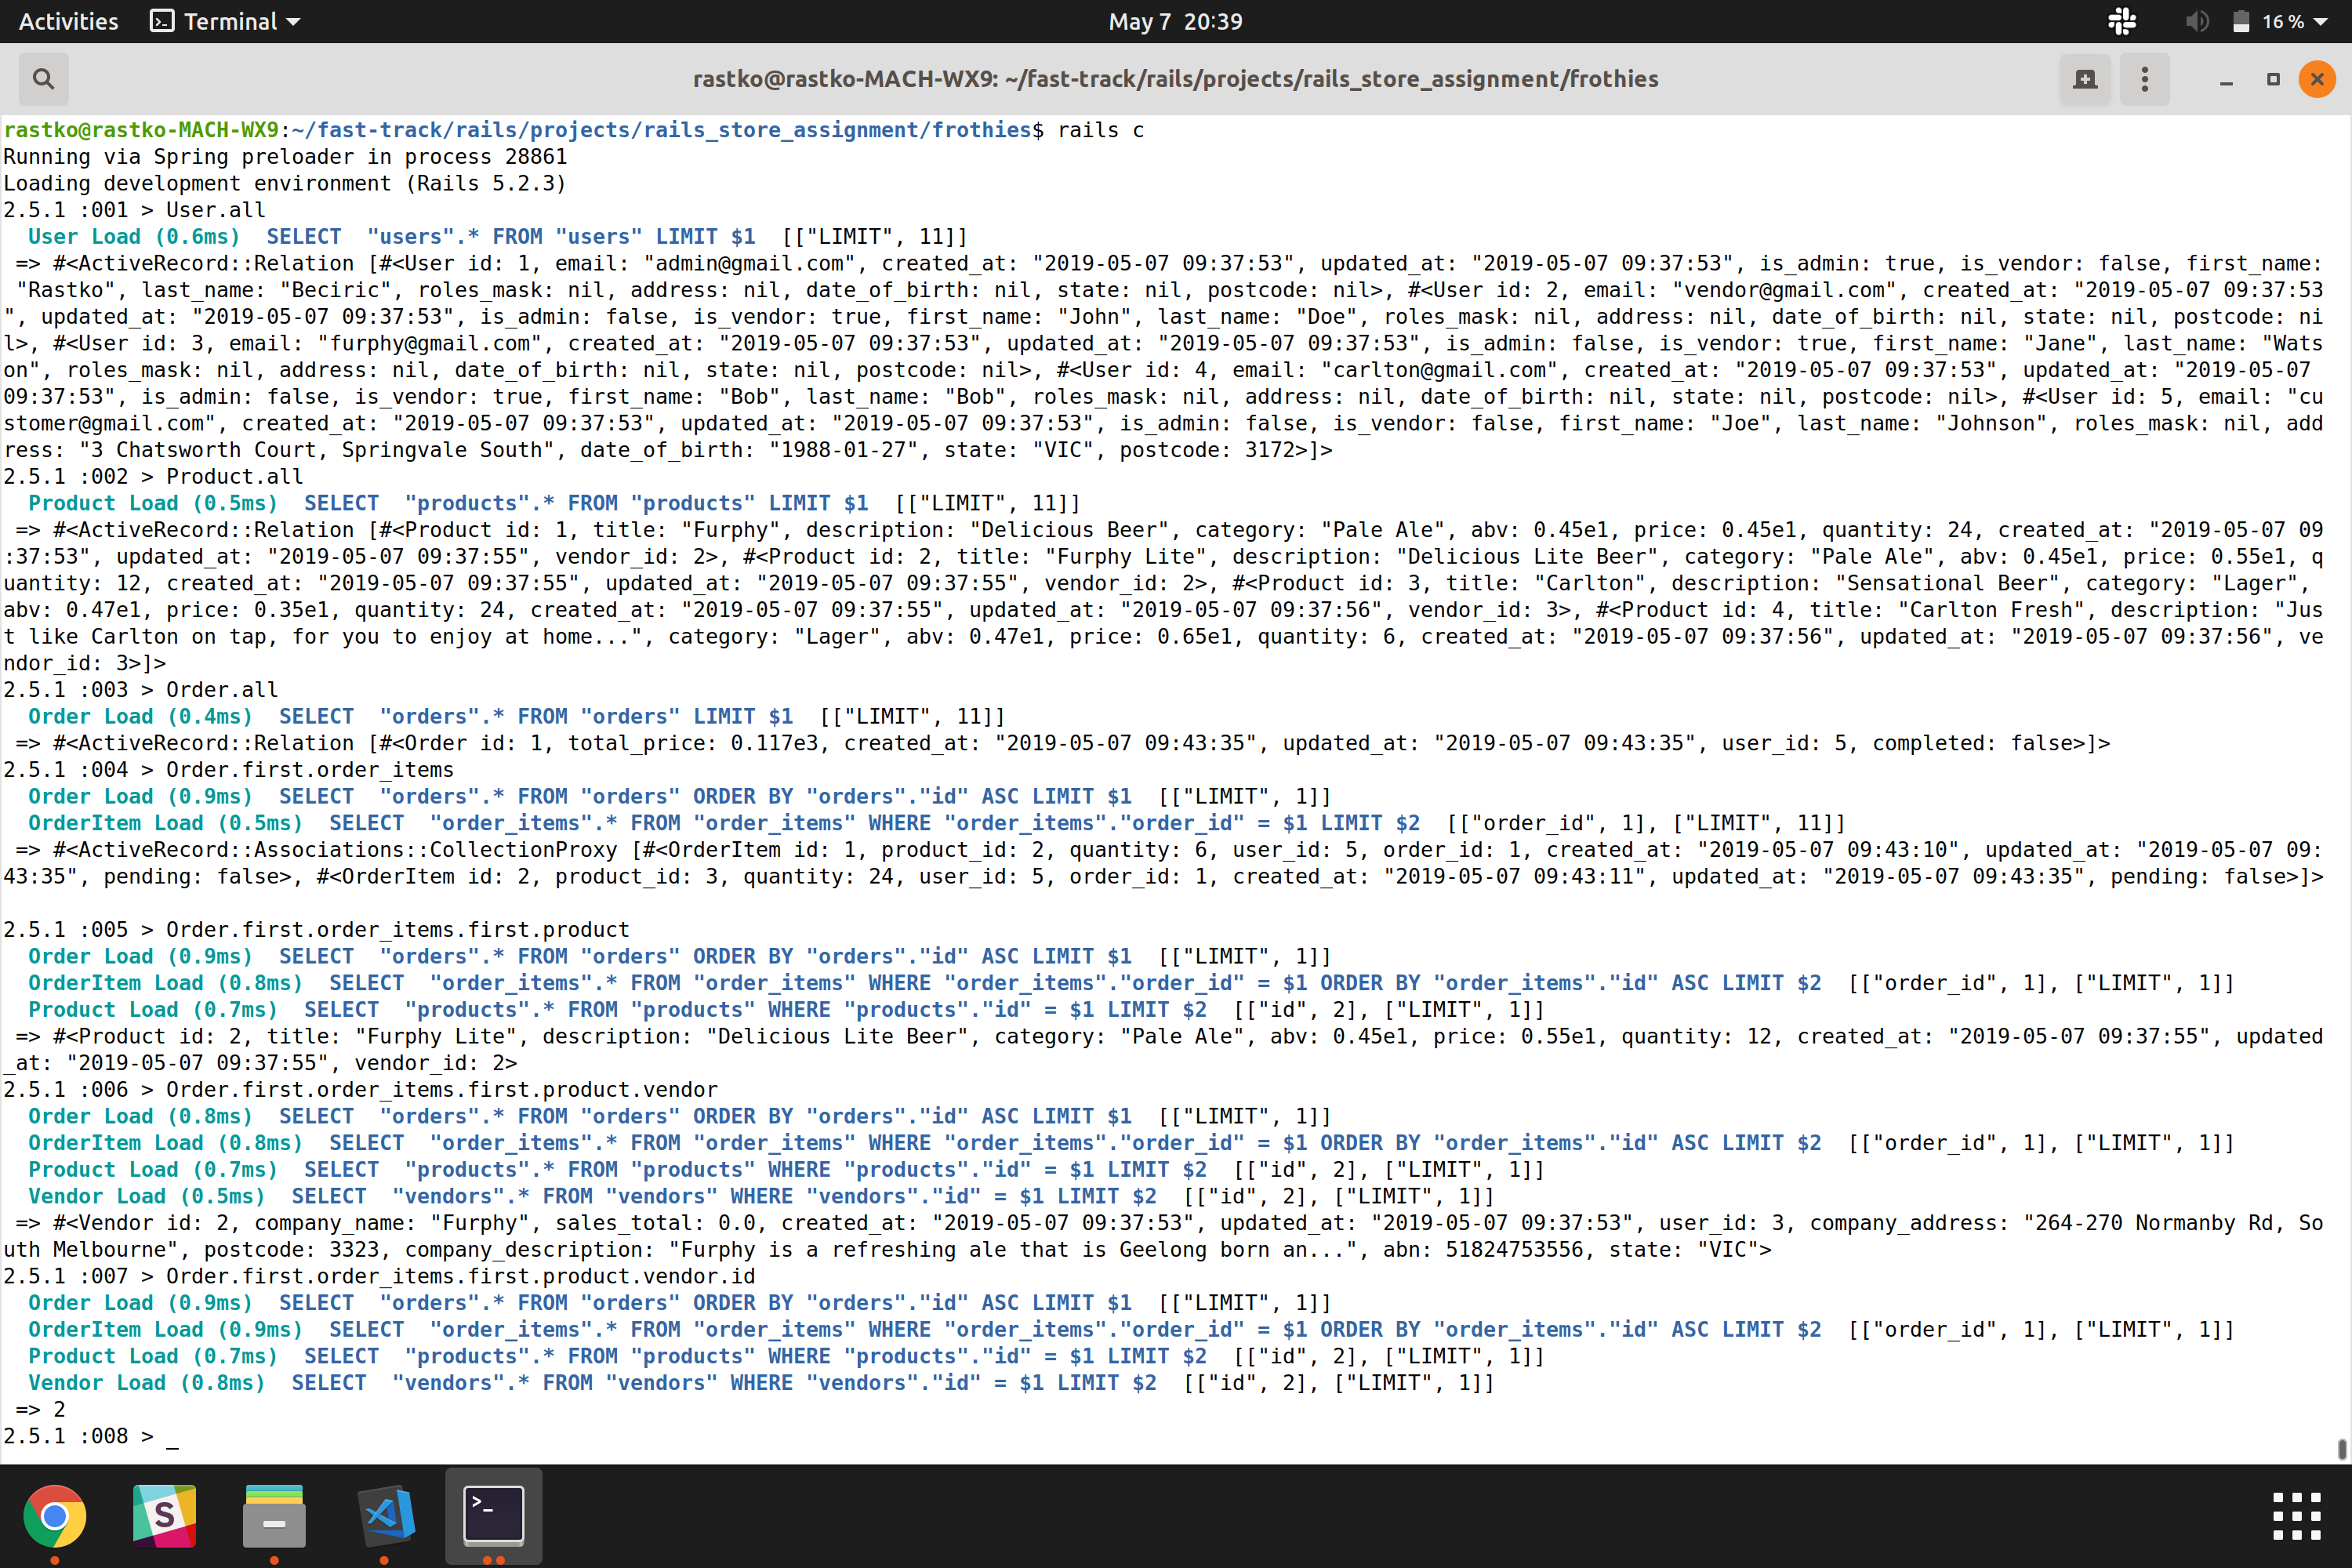 Activities Terminal May 7 20:39 16 %
rastko@rastko-MACH-WX9: ~/fast-track/rails/projects/rails_store_assignment/frothies
rastko@rastko-MACH-WX9:~/fast-track/rails/projects/rails_store_assignment/frothies$ rails c
Running via Spring preloader in process 28861
Loading development environment (Rails 5.2.3)
2.5.1 :001 > User.all
  User Load (0.6ms)  SELECT  "users".* FROM "users" LIMIT $1  [["LIMIT", 11]]
 => #<ActiveRecord::Relation [#<User id: 1, email: "admin@gmail.com", created_at: "2019-05-07 09:37:53", updated_at: "2019-05-07 09:37:53", is_admin: true, is_vendor: false, first_name:
 "Rastko", last_name: "Beciric", roles_mask: nil, address: nil, date_of_birth: nil, state: nil, postcode: nil>, #<User id: 2, email: "vendor@gmail.com", created_at: "2019-05-07 09:37:53
", updated_at: "2019-05-07 09:37:53", is_admin: false, is_vendor: true, first_name: "John", last_name: "Doe", roles_mask: nil, address: nil, date_of_birth: nil, state: nil, postcode: ni
l>, #<User id: 3, email: "furphy@gmail.com", created_at: "2019-05-07 09:37:53", updated_at: "2019-05-07 09:37:53", is_admin: false, is_vendor: true, first_name: "Jane", last_name: "Wats
on", roles_mask: nil, address: nil, date_of_birth: nil, state: nil, postcode: nil>, #<User id: 4, email: "carlton@gmail.com", created_at: "2019-05-07 09:37:53", updated_at: "2019-05-07
09:37:53", is_admin: false, is_vendor: true, first_name: "Bob", last_name: "Bob", roles_mask: nil, address: nil, date_of_birth: nil, state: nil, postcode: nil>, #<User id: 5, email: "cu
stomer@gmail.com", created_at: "2019-05-07 09:37:53", updated_at: "2019-05-07 09:37:53", is_admin: false, is_vendor: false, first_name: "Joe", last_name: "Johnson", roles_mask: nil, add
ress: "3 Chatsworth Court, Springvale South", date_of_birth: "1988-01-27", state: "VIC", postcode: 3172>]>
2.5.1 :002 > Product.all
  Product Load (0.5ms)  SELECT  "products".* FROM "products" LIMIT $1  [["LIMIT", 11]]
 => #<ActiveRecord::Relation [#<Product id: 1, title: "Furphy", description: "Delicious Beer", category: "Pale Ale", abv: 0.45e1, price: 0.45e1, quantity: 24, created_at: "2019-05-07 09
:37:53", updated_at: "2019-05-07 09:37:55", vendor_id: 2>, #<Product id: 2, title: "Furphy Lite", description: "Delicious Lite Beer", category: "Pale Ale", abv: 0.45e1, price: 0.55e1, q
uantity: 12, created_at: "2019-05-07 09:37:55", updated_at: "2019-05-07 09:37:55", vendor_id: 2>, #<Product id: 3, title: "Carlton", description: "Sensational Beer", category: "Lager",
abv: 0.47e1, price: 0.35e1, quantity: 24, created_at: "2019-05-07 09:37:55", updated_at: "2019-05-07 09:37:56", vendor_id: 3>, #<Product id: 4, title: "Carlton Fresh", description: "Jus
t like Carlton on tap, for you to enjoy at home...", category: "Lager", abv: 0.47e1, price: 0.65e1, quantity: 6, created_at: "2019-05-07 09:37:56", updated_at: "2019-05-07 09:37:56", ve
ndor_id: 3>]>
2.5.1 :003 > Order.all
  Order Load (0.4ms)  SELECT  "orders".* FROM "orders" LIMIT $1  [["LIMIT", 11]]
 => #<ActiveRecord::Relation [#<Order id: 1, total_price: 0.117e3, created_at: "2019-05-07 09:43:35", updated_at: "2019-05-07 09:43:35", user_id: 5, completed: false>]>
2.5.1 :004 > Order.first.order_items
  Order Load (0.9ms)  SELECT  "orders".* FROM "orders" ORDER BY "orders"."id" ASC LIMIT $1  [["LIMIT", 1]]
  OrderItem Load (0.5ms)  SELECT  "order_items".* FROM "order_items" WHERE "order_items"."order_id" = $1 LIMIT $2  [["order_id", 1], ["LIMIT", 11]]
 => #<ActiveRecord::Associations::CollectionProxy [#<OrderItem id: 1, product_id: 2, quantity: 6, user_id: 5, order_id: 1, created_at: "2019-05-07 09:43:10", updated_at: "2019-05-07 09:
43:35", pending: false>, #<OrderItem id: 2, product_id: 3, quantity: 24, user_id: 5, order_id: 1, created_at: "2019-05-07 09:43:11", updated_at: "2019-05-07 09:43:35", pending: false>]>
2.5.1 :005 > Order.first.order_items.first.product
  Order Load (0.9ms)  SELECT  "orders".* FROM "orders" ORDER BY "orders"."id" ASC LIMIT $1  [["LIMIT", 1]]
  OrderItem Load (0.8ms)  SELECT  "order_items".* FROM "order_items" WHERE "order_items"."order_id" = $1 ORDER BY "order_items"."id" ASC LIMIT $2  [["order_id", 1], ["LIMIT", 1]]
  Product Load (0.7ms)  SELECT  "products".* FROM "products" WHERE "products"."id" = $1 LIMIT $2  [["id", 2], ["LIMIT", 1]]
 => #<Product id: 2, title: "Furphy Lite", description: "Delicious Lite Beer", category: "Pale Ale", abv: 0.45e1, price: 0.55e1, quantity: 12, created_at: "2019-05-07 09:37:55", updated
_at: "2019-05-07 09:37:55", vendor_id: 2>
2.5.1 :006 > Order.first.order_items.first.product.vendor
  Order Load (0.8ms)  SELECT  "orders".* FROM "orders" ORDER BY "orders"."id" ASC LIMIT $1  [["LIMIT", 1]]
  OrderItem Load (0.8ms)  SELECT  "order_items".* FROM "order_items" WHERE "order_items"."order_id" = $1 ORDER BY "order_items"."id" ASC LIMIT $2  [["order_id", 1], ["LIMIT", 1]]
  Product Load (0.7ms)  SELECT  "products".* FROM "products" WHERE "products"."id" = $1 LIMIT $2  [["id", 2], ["LIMIT", 1]]
  Vendor Load (0.5ms)  SELECT  "vendors".* FROM "vendors" WHERE "vendors"."id" = $1 LIMIT $2  [["id", 2], ["LIMIT", 1]]
 => #<Vendor id: 2, company_name: "Furphy", sales_total: 0.0, created_at: "2019-05-07 09:37:53", updated_at: "2019-05-07 09:37:53", user_id: 3, company_address: "264-270 Normanby Rd, So
uth Melbourne", postcode: 3323, company_description: "Furphy is a refreshing ale that is Geelong born an...", abn: 51824753556, state: "VIC">
2.5.1 :007 > Order.first.order_items.first.product.vendor.id
  Order Load (0.9ms)  SELECT  "orders".* FROM "orders" ORDER BY "orders"."id" ASC LIMIT $1  [["LIMIT", 1]]
  OrderItem Load (0.9ms)  SELECT  "order_items".* FROM "order_items" WHERE "order_items"."order_id" = $1 ORDER BY "order_items"."id" ASC LIMIT $2  [["order_id", 1], ["LIMIT", 1]]
  Product Load (0.7ms)  SELECT  "products".* FROM "products" WHERE "products"."id" = $1 LIMIT $2  [["id", 2], ["LIMIT", 1]]
  Vendor Load (0.8ms)  SELECT  "vendors".* FROM "vendors" WHERE "vendors"."id" = $1 LIMIT $2  [["id", 2], ["LIMIT", 1]]
 => 2
2.5.1 :008 > _
S
>_